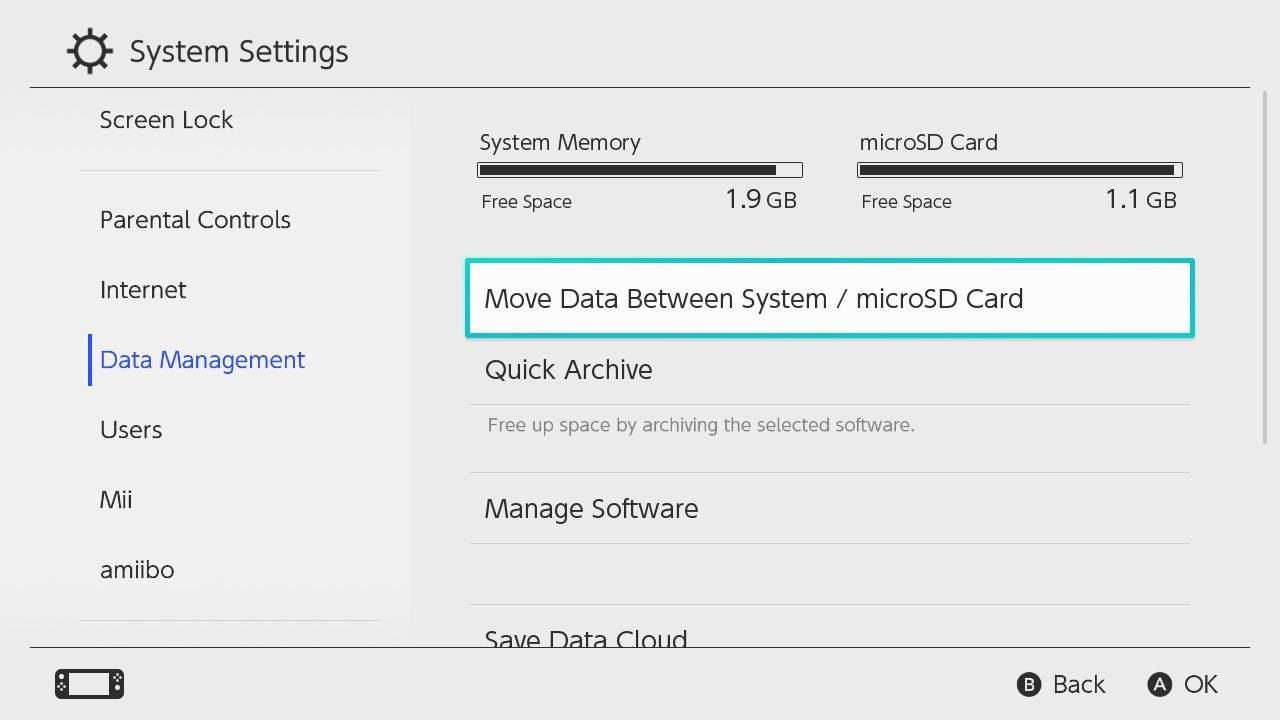 System Settings
Screen Lock
Parental Controls
Internet
Data Management
Users
Mii
amiibo
System Memory
Free Space 1.9 GB
microSD Card
Free Space 1.1 GB
Move Data Between System / microSD Card
Quick Archive
Free up space by archiving the selected software.
Manage Software
Save Data Cloud
B Back A OK